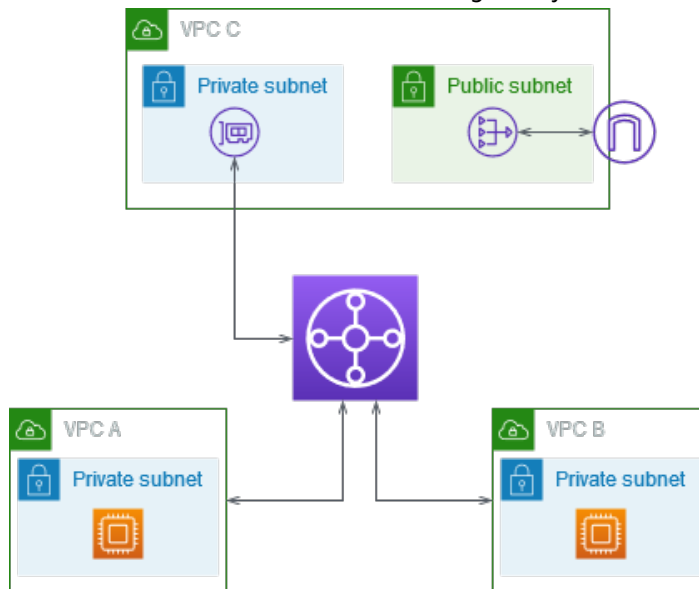 VPC C
Private subnet
Public subnet
VPC A
Private subnet
VPC B
Private subnet